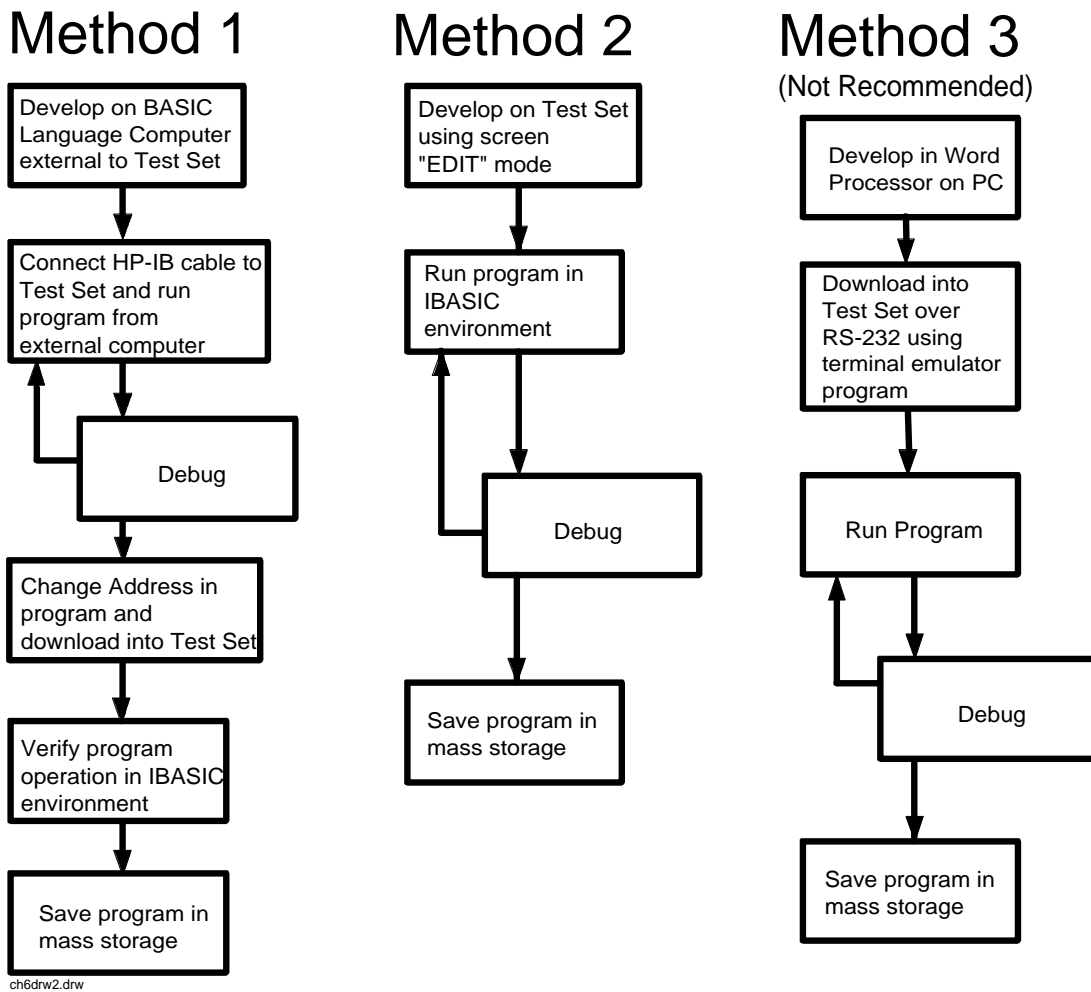 Method 1
Develop on BASIC
Language Computer
external to Test Set
Connect HP-IB cable to
Test Set and run
program from
external computer
Debug
Change Address in
program and
download into Test Set
Verify program
operation in IBASIC
environment
Save program in
mass storage
ch6drw2.drw
Method 2
Develop on Test Set
using screen
"EDIT" mode
Run program in
IBASIC
environment
Debug
Save program in
mass storage
Method 3
(Not Recommended)
Develop in Word
Processor on PC
Download into
Test Set over
RS-232 using
terminal emulator
program
Run Program
Debug
Save program in
mass storage